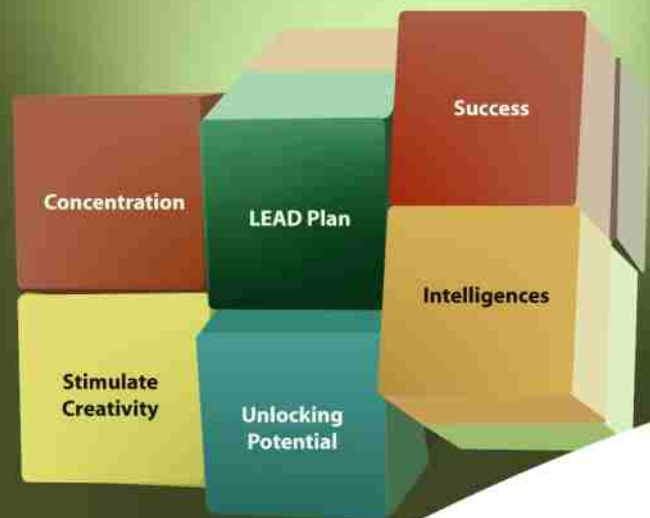 Success
Concentration
LEAD Plan
Intelligences
Stimulate
Creativity
Unlocking
Potential